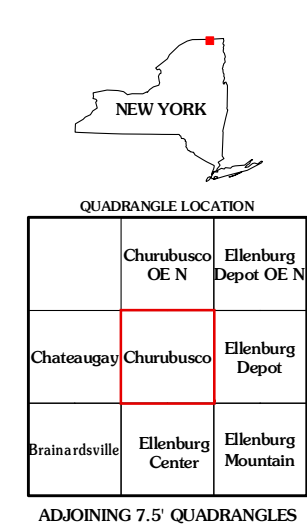 NEW YORK
QUADRANGLE LOCATION
Churubusco
OE N
Ellenburg
Depot OE N
Chateaugay
Churubusco
Ellenburg
Depot
Brainardsville
Ellenburg
Center
Ellenburg
Mountain
ADJOINING 7.5' QUADRANGLES